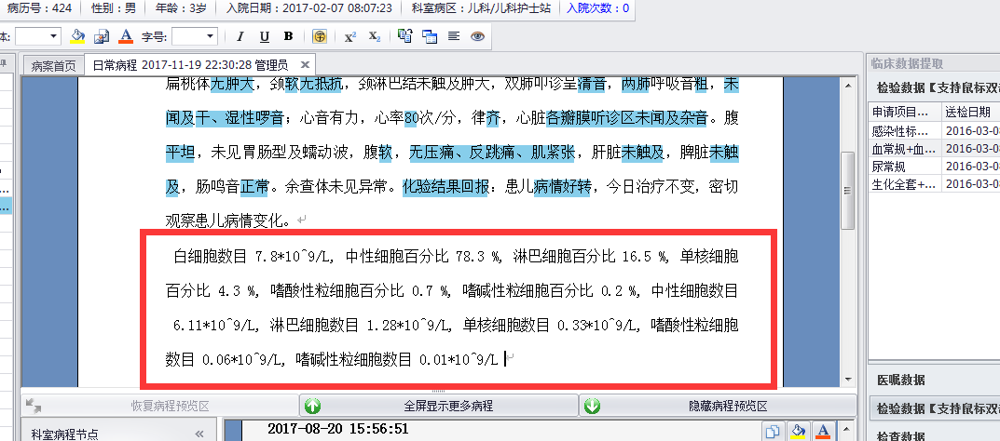 病历号：424 性别：男 年龄：3岁 入院日期：2017-02-07 08:07:23 科室病区：儿科/儿科护士站 入院次数：0
体: 字号: I U B x² x₂
病案首页 日常病程 2017-11-19 22:30:28 管理员 ×
扁桃体无肿大，颈软无抵抗，颈淋巴结未触及肿大，双肺叩诊呈清音，两肺呼吸音粗，未
闻及干、湿性啰音；心音有力，心率80次/分，律齐，心脏各瓣膜听诊区未闻及杂音。腹
平坦，未见胃肠型及蠕动波，腹软，无压痛、反跳痛、肌紧张，肝脏未触及，脾脏未触
及，肠鸣音正常。余查体未见异常。化验结果回报：患儿病情好转，今日治疗不变，密切
观察患儿病情变化。
白细胞数目 7.8*10^9/L, 中性细胞百分比 78.3 %, 淋巴细胞百分比 16.5 %, 单核细胞
百分比 4.3 %, 嗜酸性粒细胞百分比 0.7 %, 嗜碱性粒细胞百分比 0.2 %, 中性细胞数目
6.11*10^9/L, 淋巴细胞数目 1.28*10^9/L, 单核细胞数目 0.33*10^9/L, 嗜酸性粒细胞
数目 0.06*10^9/L, 嗜碱性粒细胞数目 0.01*10^9/L
恢复病程预览区 全屏显示更多病程 隐藏病程预览区
科室病程节点 «
2017-08-20 15:56:51
临床数据提取
检验数据【支持鼠标双
申请项目... 送检日期
感染性标... 2016-03-08
血常规+血... 2016-03-08
尿常规 2016-03-08
生化全套+... 2016-03-08
医嘱数据
检验数据【支持鼠标双
检查数据